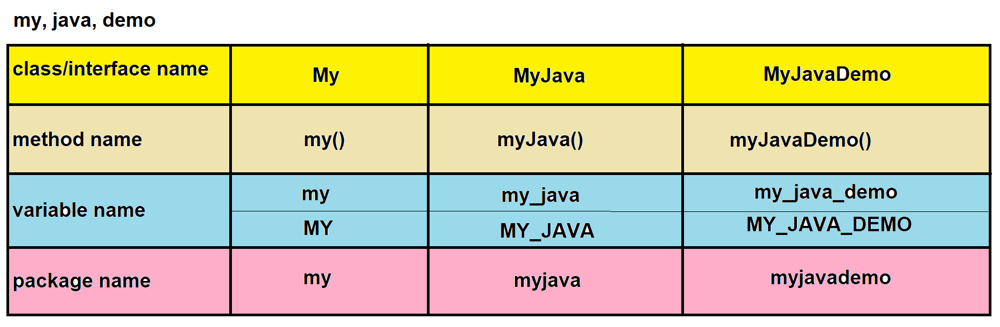 my, java, demo
class/interface name My MyJava MyJavaDemo
method name my() myJava() myJavaDemo()
variable name
my my_java my_java_demo
MY MY_JAVA MY_JAVA_DEMO
package name my myjava myjavademo